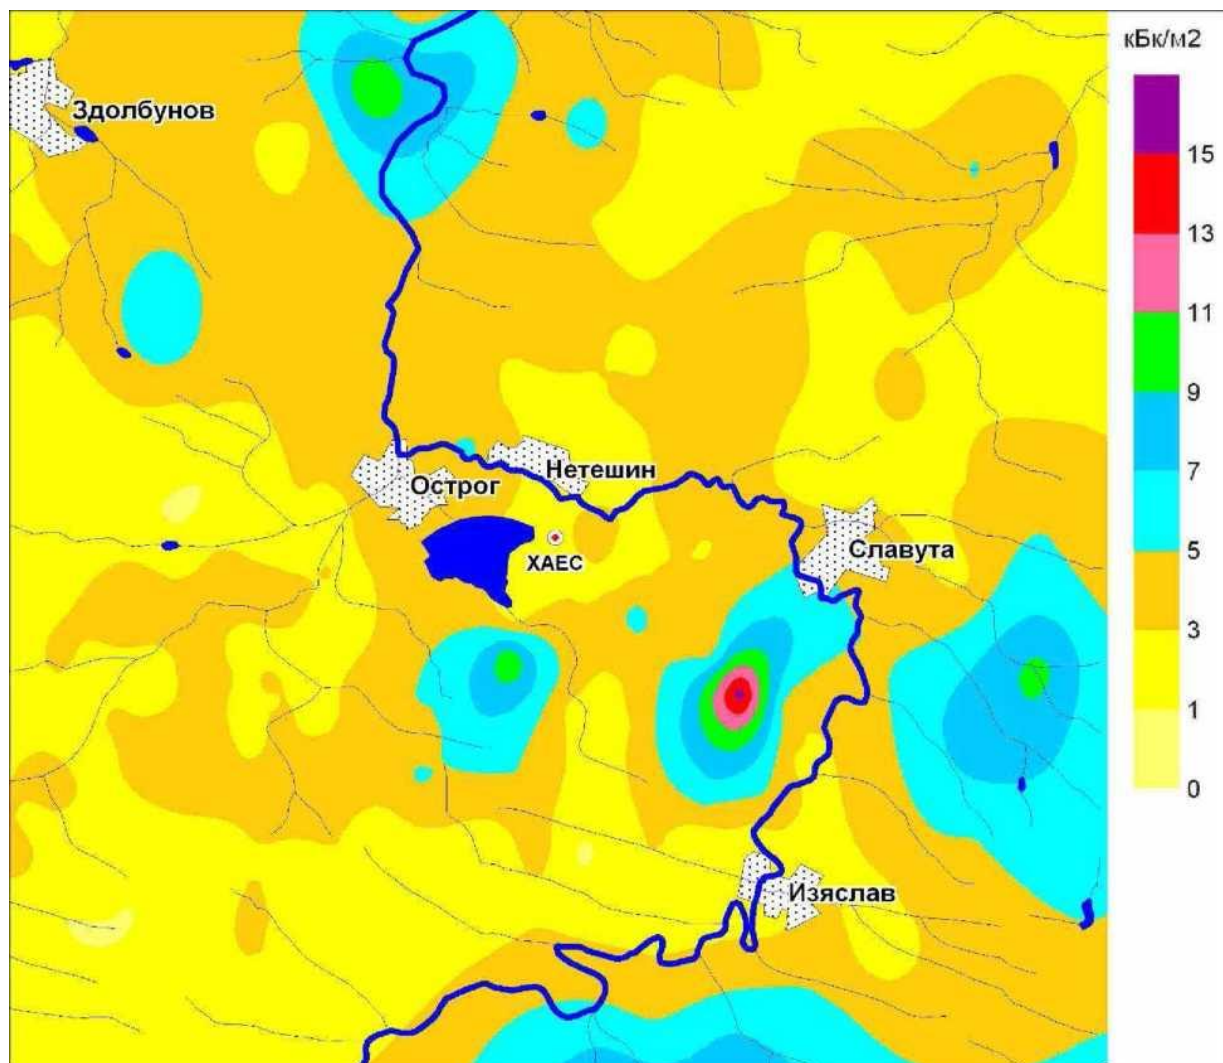 кБк/м2
Здолбунов
15
13
11
9
Нетешин
Острог
7
Славута
ХАЕС
5
3
1
0
Изяслав